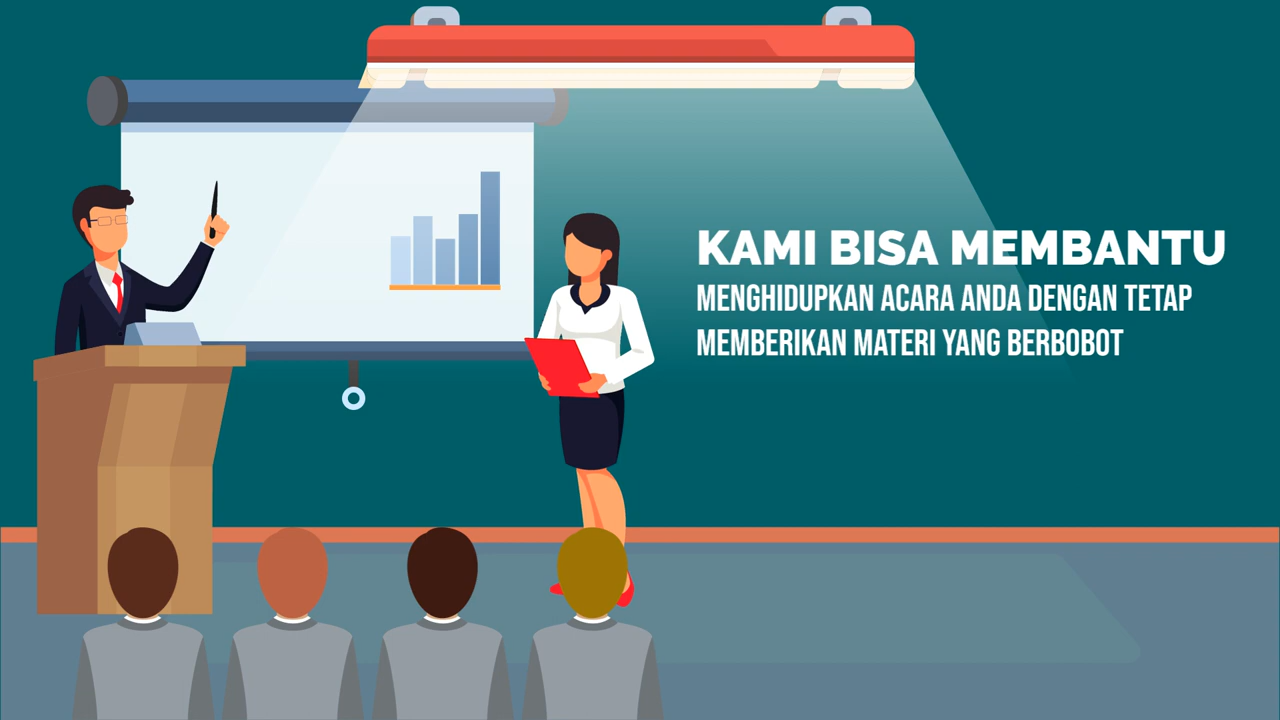 KAMI BISA MEMBANTU
MENGHIDUPKAN ACARA ANDA DENGAN TETAP
MEMBERIKAN MATERI YANG BERBOBOT